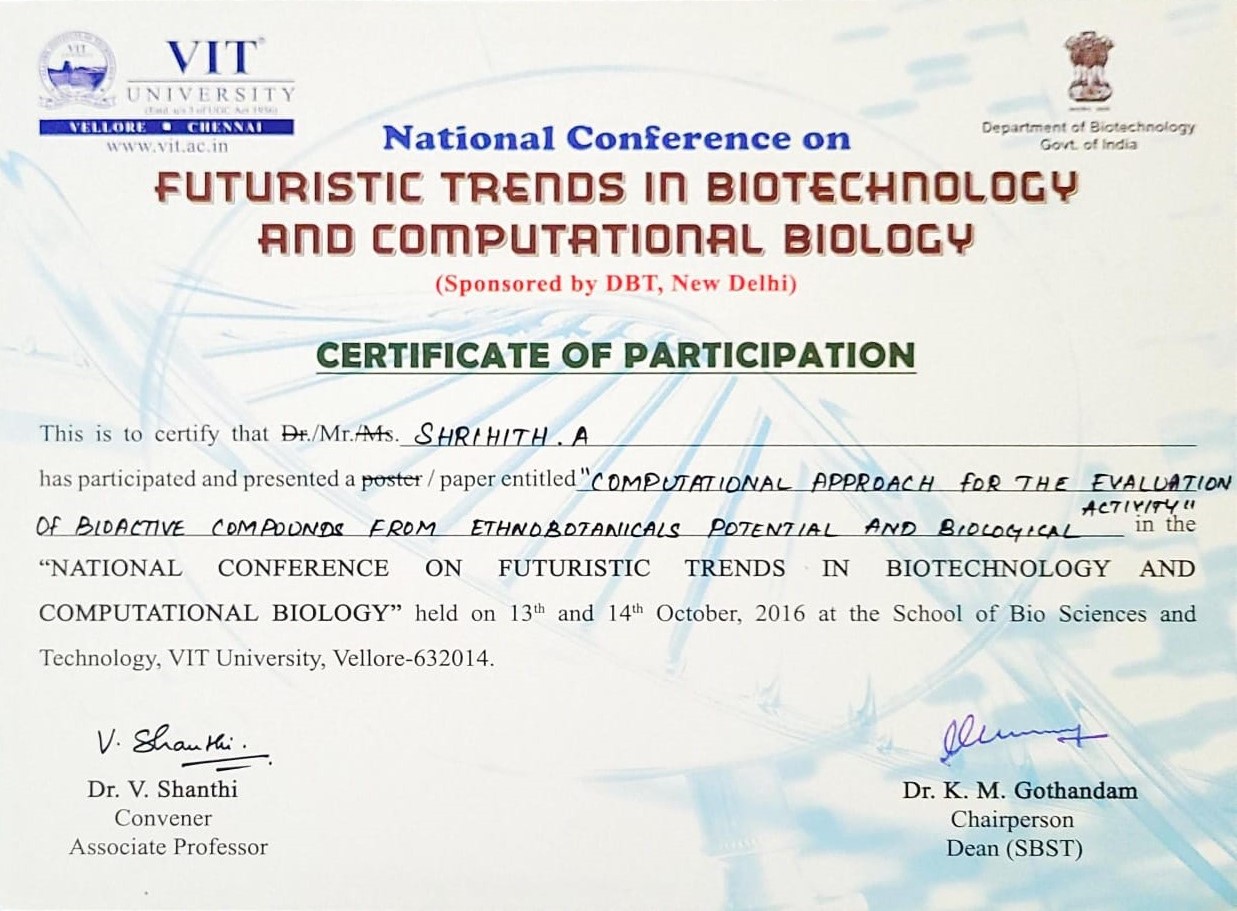 VIT
UNIVERSITY
(Estd. u/s 3 of UGC Act 1956)
VELLORE • CHENNAI
www.vit.ac.in
Department of Biotechnology
Govt. of India
National Conference on
FUTURISTIC TRENDS IN BIOTECHNOLOGY
AND COMPUTATIONAL BIOLOGY
(Sponsored by DBT, New Delhi)
CERTIFICATE OF PARTICIPATION
This is to certify that Dr./Mr./Ms. SHRIHITH . A
has participated and presented a poster / paper entitled "COMPUTATIONAL APPROACH FOR THE EVALUATION
OF BIOACTIVE COMPOUNDS FROM ETHNOBOTANICALS POTENTIAL AND BIOLOGICAL ACTIVITY" in the
“NATIONAL CONFERENCE ON FUTURISTIC TRENDS IN BIOTECHNOLOGY AND
COMPUTATIONAL BIOLOGY” held on 13th and 14th October, 2016 at the School of Bio Sciences and
Technology, VIT University, Vellore-632014.
V. Shanthi.
Dr. V. Shanthi
Convener
Associate Professor
Dr. K. M. Gothandam
Chairperson
Dean (SBST)